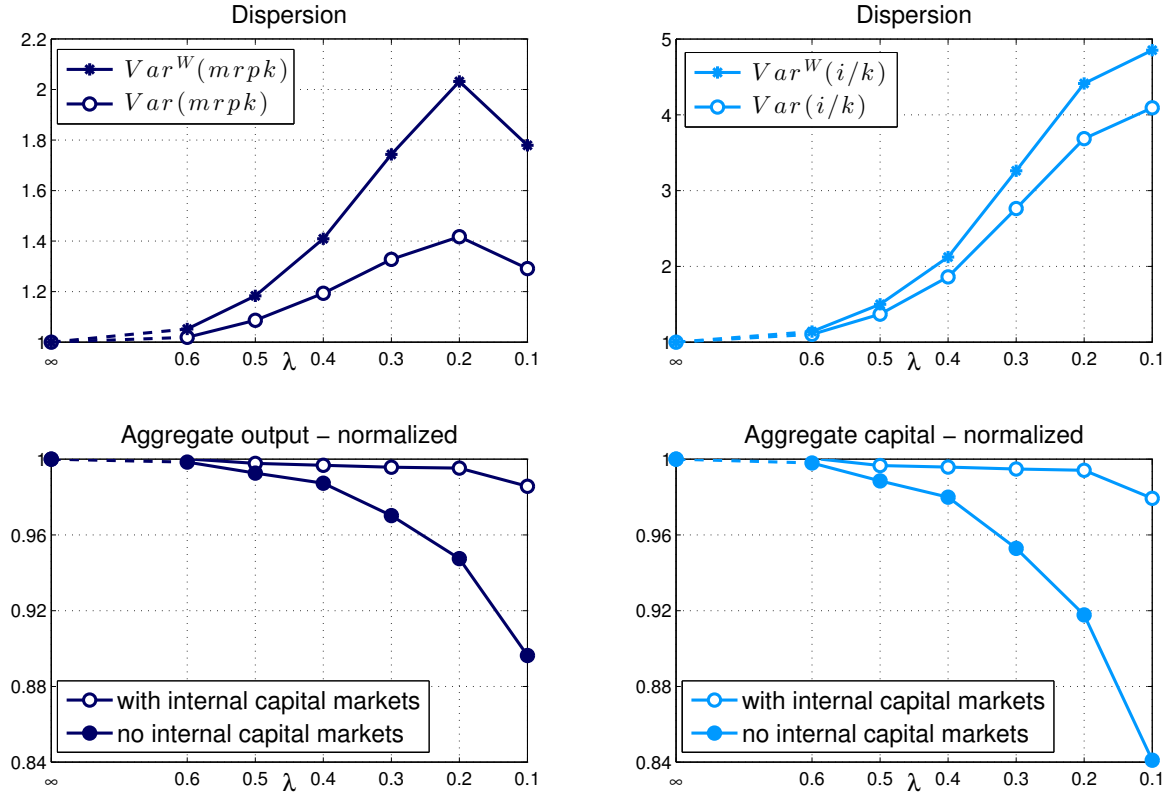 Dispersion
2.2
2
1.8
1.6
1.4
1.2
1
Var^W(mrpk)
Var(mrpk)
∞ 0.6 0.5 0.4 0.3 0.2 0.1
λ
Dispersion
5
4
3
2
1
Var^W(i/k)
Var(i/k)
∞ 0.6 0.5 0.4 0.3 0.2 0.1
λ
Aggregate output – normalized
1
0.96
0.92
0.88
0.84
with internal capital markets
no internal capital markets
∞ 0.6 0.5 0.4 0.3 0.2 0.1
λ
Aggregate capital – normalized
1
0.96
0.92
0.88
0.84
with internal capital markets
no internal capital markets
∞ 0.6 0.5 0.4 0.3 0.2 0.1
λ